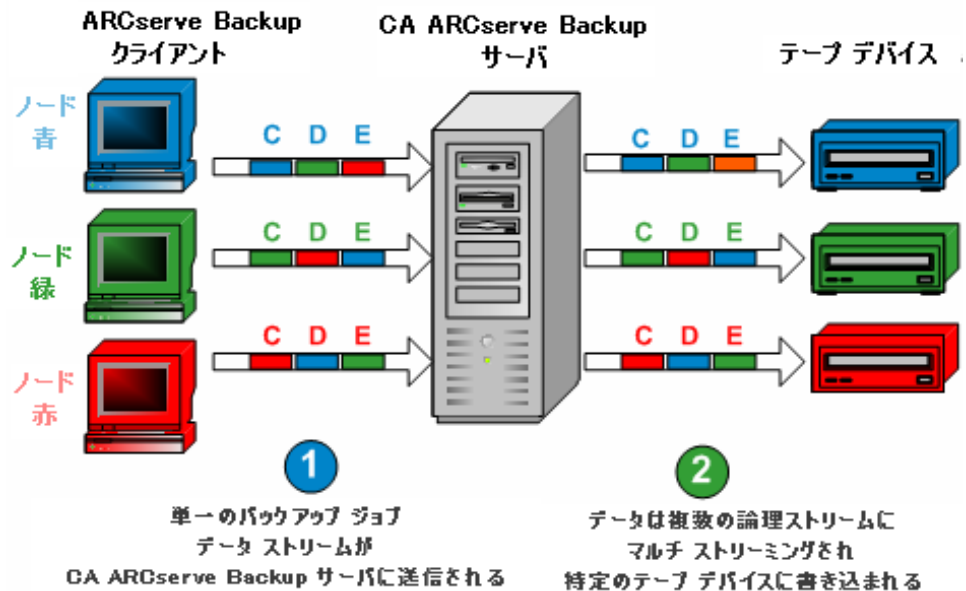 ARCserve Backup
クライアント
CA ARCserve Backup
サーバ
テープ デバイス
ノード
青
C D E
C D E
ノード
緑
C D E
C D E
ノード
赤
C D E
C D E
1
単一のバックアップ ジョブ
データ ストリームが
CA ARCserve Backup サーバに送信される
2
データは複数の論理ストリームに
マルチ ストリーミングされ
特定のテープ デバイスに書き込まれる